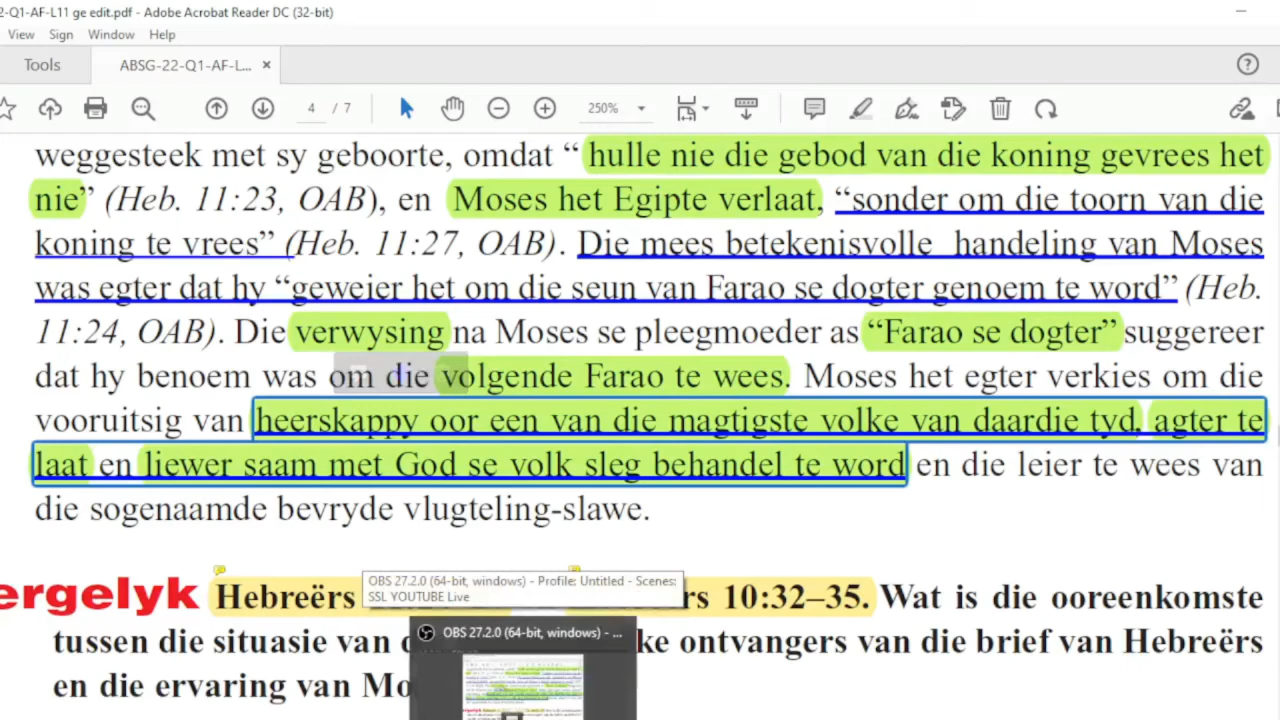 2-Q1-AF-L11 ge edit.pdf - Adobe Acrobat Reader DC (32-bit)
View Sign Window Help
Tools ABSG-22-Q1-AF-L... ×
4 / 7 250%
weggesteek met sy geboorte, omdat “ hulle nie die gebod van die koning gevrees het
nie” (Heb. 11:23, OAB), en Moses het Egipte verlaat, “sonder om die toorn van die
koning te vrees” (Heb. 11:27, OAB). Die mees betekenisvolle handeling van Moses
was egter dat hy “geweier het om die seun van Farao se dogter genoem te word” (Heb.
11:24, OAB). Die verwysing na Moses se pleegmoeder as “Farao se dogter” suggereer
dat hy benoem was om die volgende Farao te wees. Moses het egter verkies om die
vooruitsig van heerskappy oor een van die magtigste volke van daardie tyd, agter te
laat en liewer saam met God se volk sleg behandel te word en die leier te wees van
die sogenaamde bevryde vlugteling-slawe.
ergelyk Hebreërs rs 10:32–35. Wat is die ooreenkomste
OBS 27.2.0 (64-bit, windows) - Profile: Untitled - Scenes:
SSL YOUTUBE Live
tussen die situasie van ke ontvangers van die brief van Hebreërs
OBS 27.2.0 (64-bit, windows) - ...
en die ervaring van Mo